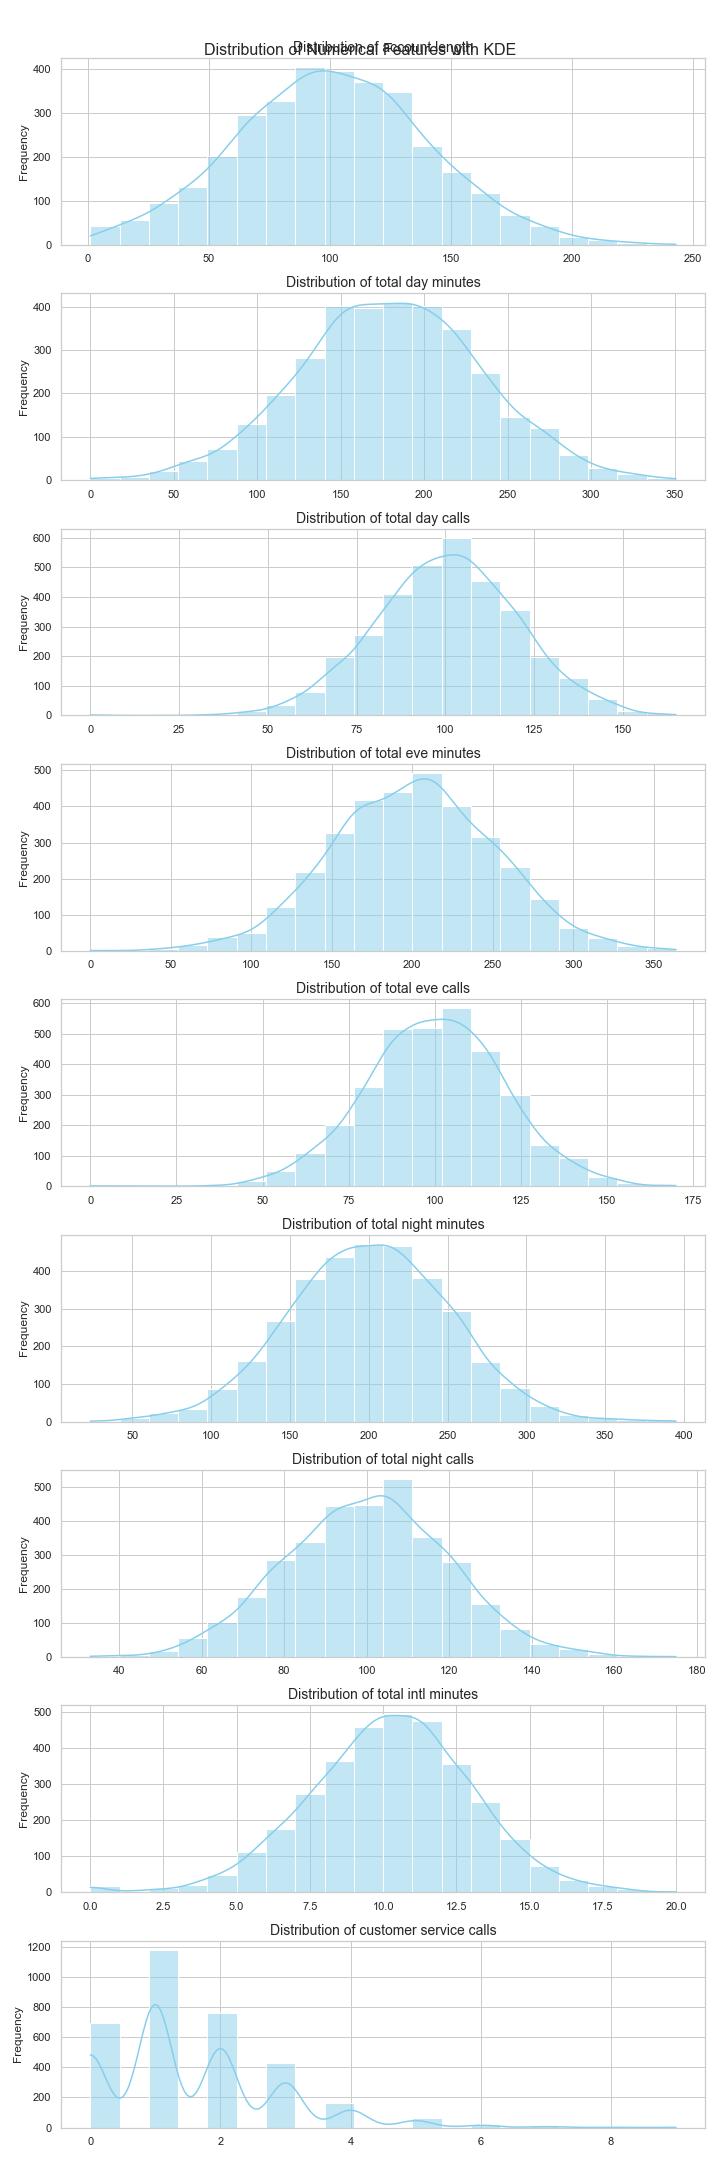 Distribution of Numerical Features with KDE
Distribution of account length
400
300
200
100
0
Frequency
0 50 100 150 200 250
Distribution of total day minutes
400
300
200
100
0
Frequency
0 50 100 150 200 250 300 350
Distribution of total day calls
600
500
400
300
200
100
0
Frequency
0 25 50 75 100 125 150
Distribution of total eve minutes
500
400
300
200
100
0
Frequency
0 50 100 150 200 250 300 350
Distribution of total eve calls
600
500
400
300
200
100
0
Frequency
0 25 50 75 100 125 150 175
Distribution of total night minutes
400
300
200
100
0
Frequency
50 100 150 200 250 300 350 400
Distribution of total night calls
500
400
300
200
100
0
Frequency
40 60 80 100 120 140 160 180
Distribution of total intl minutes
500
400
300
200
100
0
Frequency
0.0 2.5 5.0 7.5 10.0 12.5 15.0 17.5 20.0
Distribution of customer service calls
1200
1000
800
600
400
200
0
Frequency
0 2 4 6 8